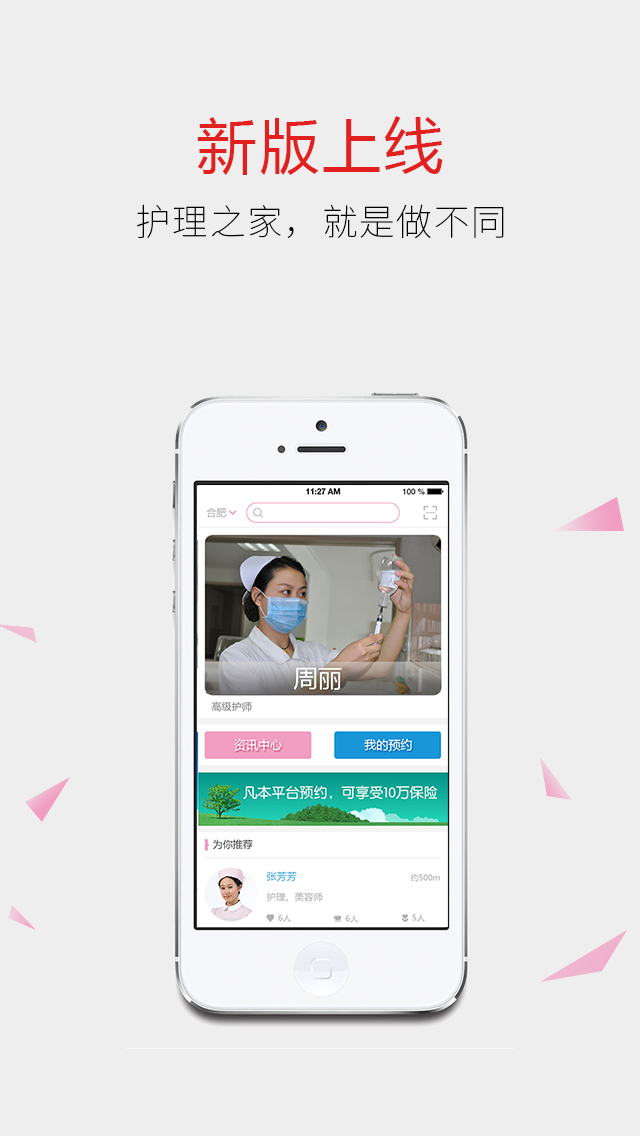 新版上线
护理之家，就是做不同
11:27 AM
100 %
合肥
周丽
高级护师
资讯中心
我的预约
凡本平台预约，可享受10万保险
为你推荐
张芳芳
约500m
护理、美容师
6人
6人
5人